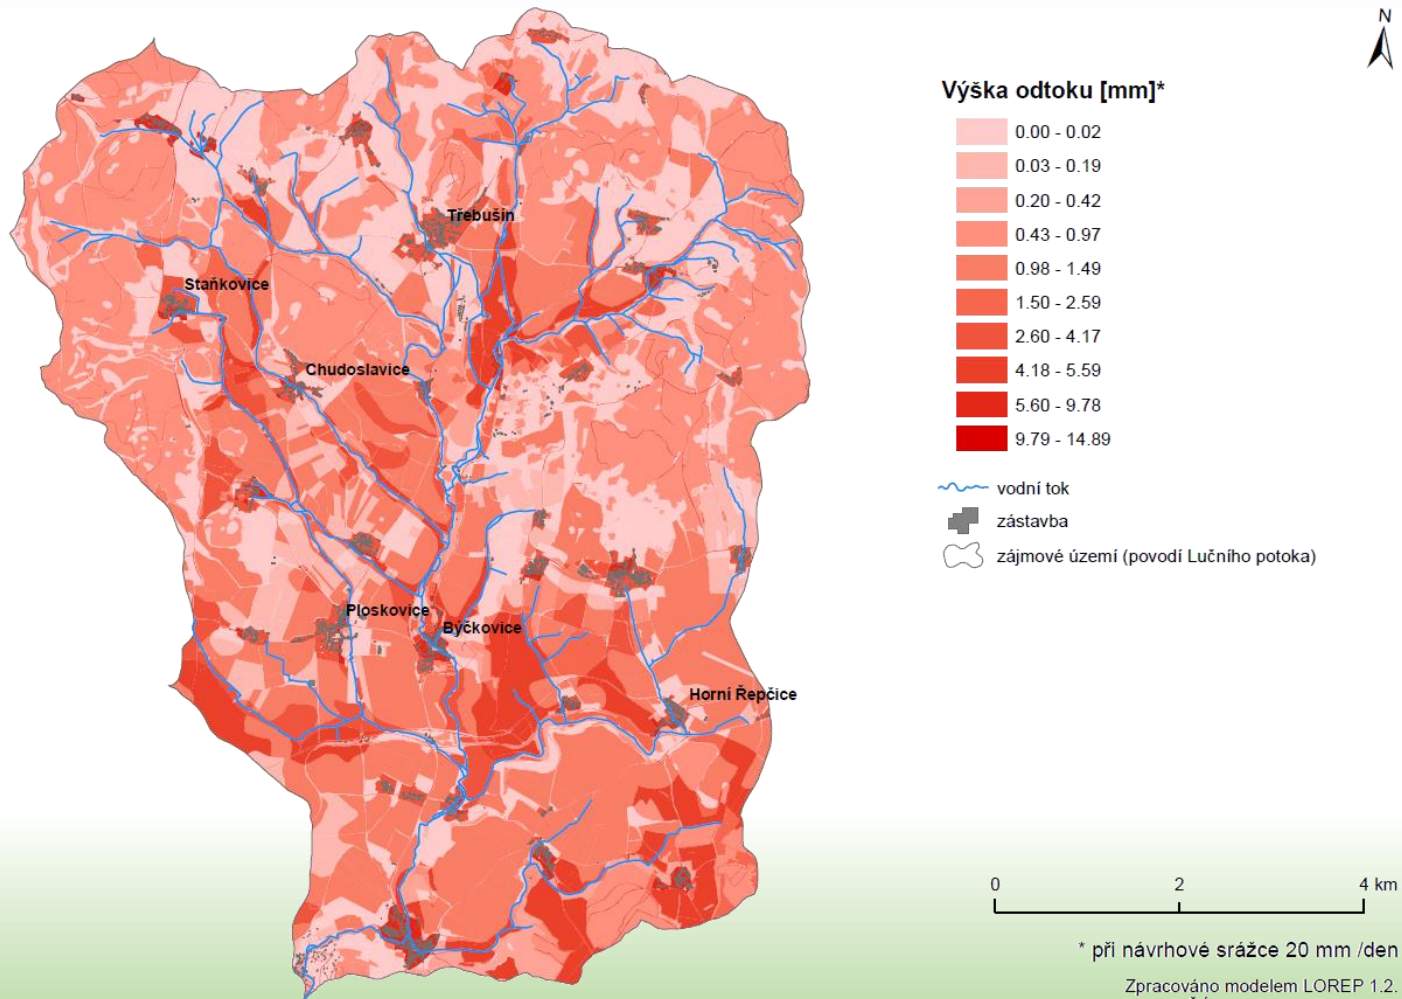 N
Výška odtoku [mm]*
0.00 - 0.02
0.03 - 0.19
0.20 - 0.42
0.43 - 0.97
0.98 - 1.49
1.50 - 2.59
2.60 - 4.17
4.18 - 5.59
5.60 - 9.78
9.79 - 14.89
vodní tok
zástavba
zájmové území (povodí Lučního potoka)
Třebušín
Staňkovice
Chudoslavice
Ploskovice
Býčkovice
Horní Řepčice
0 2 4 km
* při návrhové srážce 20 mm /den
Zpracováno modelem LOREP 1.2.